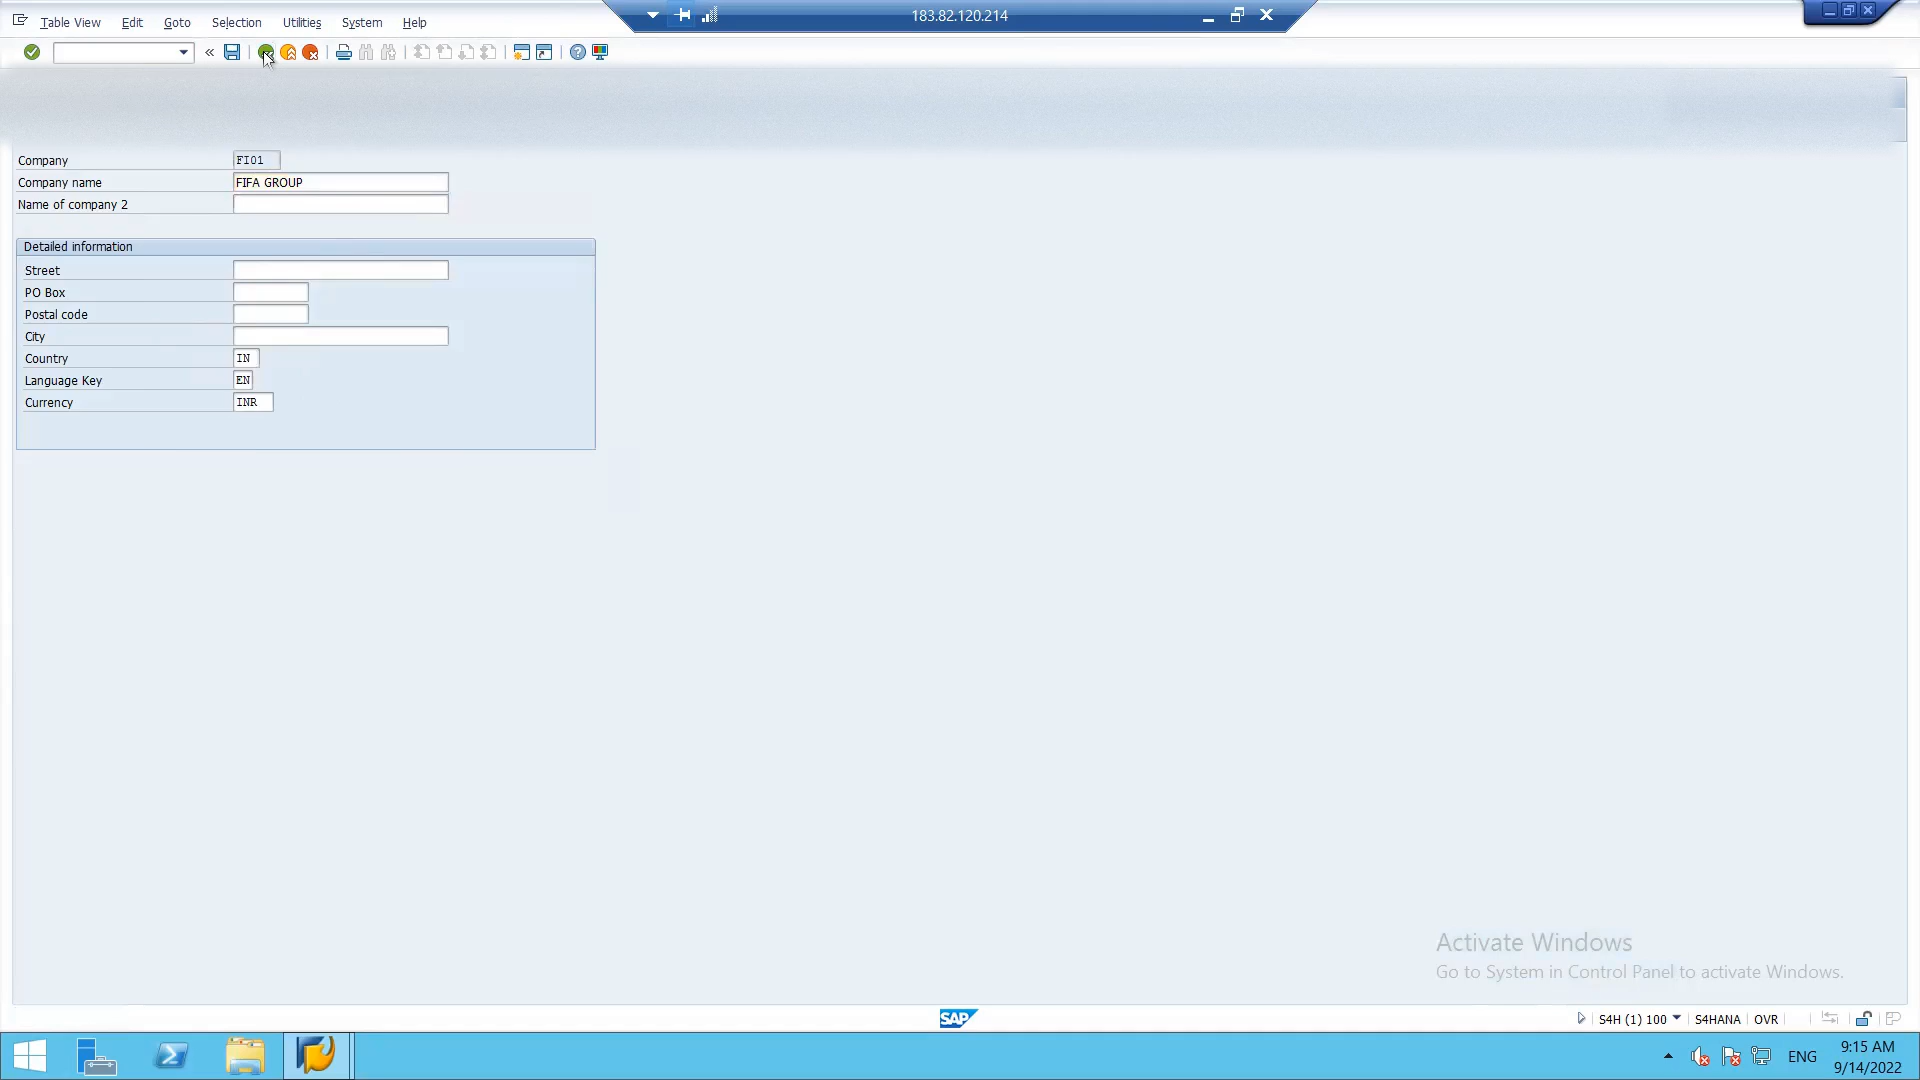 183.82.120.214
Table View Edit Goto Selection Utilities System Help
Company FI01
Company name FIFA GROUP
Name of company 2
Detailed information
Street
PO Box
Postal code
City
Country IN
Language Key EN
Currency INR
Activate Windows
Go to System in Control Panel to activate Windows.
SAP
S4H (1) 100 S4HANA OVR
ENG
9:15 AM
9/14/2022